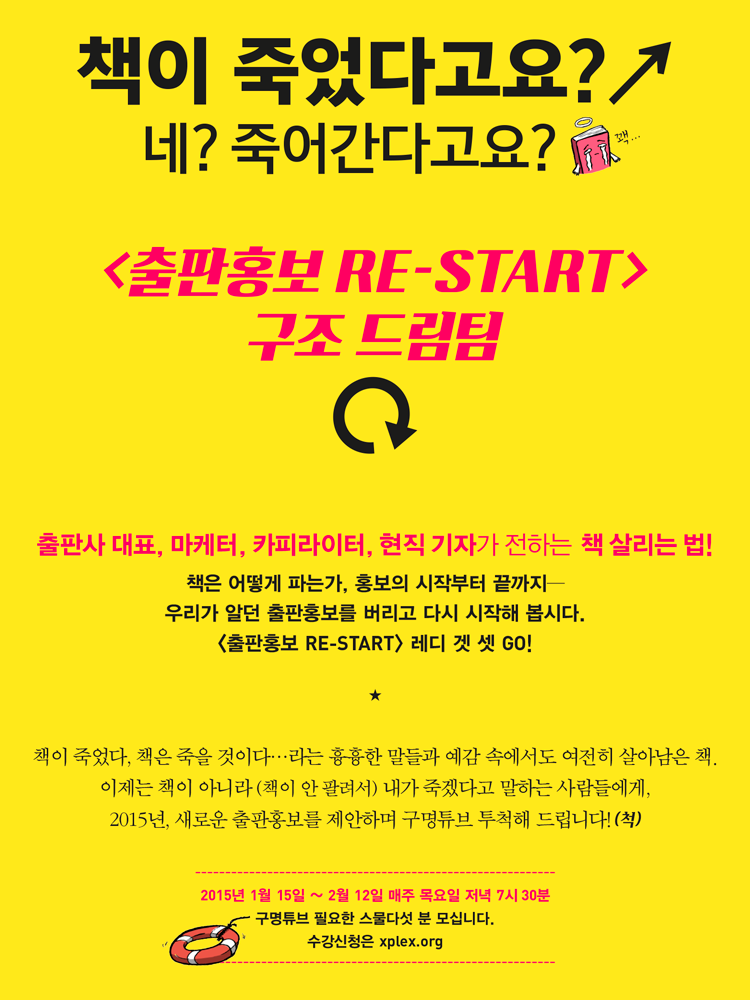 책이 죽었다고요?
네? 죽어간다고요?
꽥...
<출판홍보 RE-START>
구조 드림팀
출판사 대표, 마케터, 카피라이터, 현직 기자가 전하는 책 살리는 법!
책은 어떻게 파는가, 홍보의 시작부터 끝까지—
우리가 알던 출판홍보를 버리고 다시 시작해 봅시다.
<출판홍보 RE-START> 레디 겟 셋 GO!
★
책이 죽었다, 책은 죽을 것이다…라는 흉흉한 말들과 예감 속에서도 여전히 살아남은 책.
이제는 책이 아니라 (책이 안 팔려서) 내가 죽겠다고 말하는 사람들에게,
2015년, 새로운 출판홍보를 제안하며 구명튜브 투척해 드립니다! (척)
2015년 1월 15일 ~ 2월 12일 매주 목요일 저녁 7시 30분
구명튜브 필요한 스물다섯 분 모십니다.
수강신청은 xplex.org